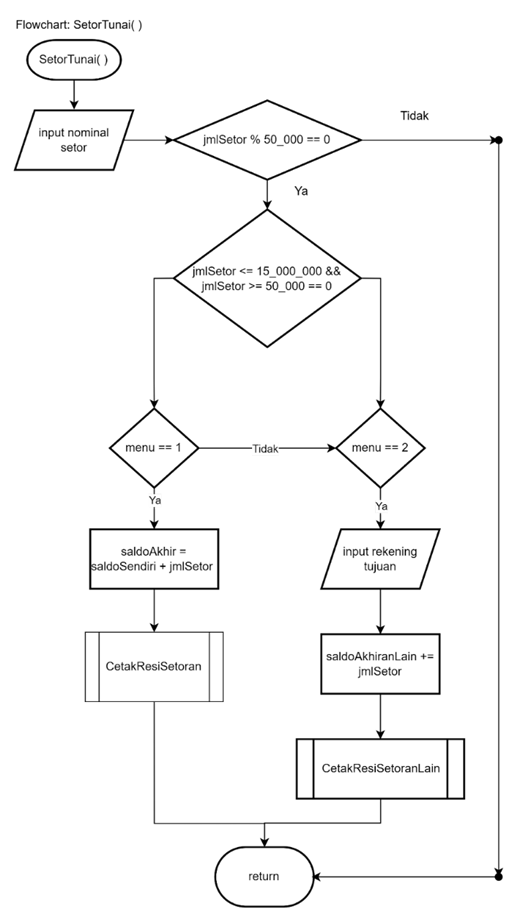 Flowchart: SetorTunai( )
SetorTunai( )
input nominal
setor
jmlSetor % 50_000 == 0
Tidak
Ya
jmlSetor <= 15_000_000 &&
jmlSetor >= 50_000 == 0
menu == 1
Tidak
menu == 2
Ya
Ya
saldoAkhir =
saldoSendiri + jmlSetor
input rekening
tujuan
CetakResiSetoran
saldoAkhiranLain +=
jmlSetor
CetakResiSetoranLain
return